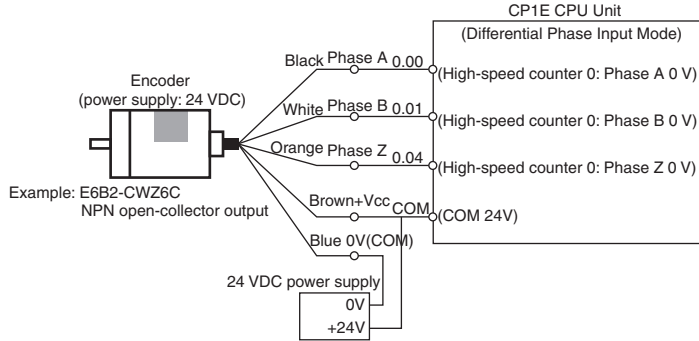 CP1E CPU Unit
(Differential Phase Input Mode)
Black Phase A 0.00
(High-speed counter 0: Phase A 0 V)
Encoder
(power supply: 24 VDC)
White Phase B 0.01
(High-speed counter 0: Phase B 0 V)
Orange Phase Z 0.04
(High-speed counter 0: Phase Z 0 V)
Example: E6B2-CWZ6C
NPN open-collector output
Brown+Vcc COM
(COM 24V)
Blue 0V(COM)
24 VDC power supply
0V
+24V